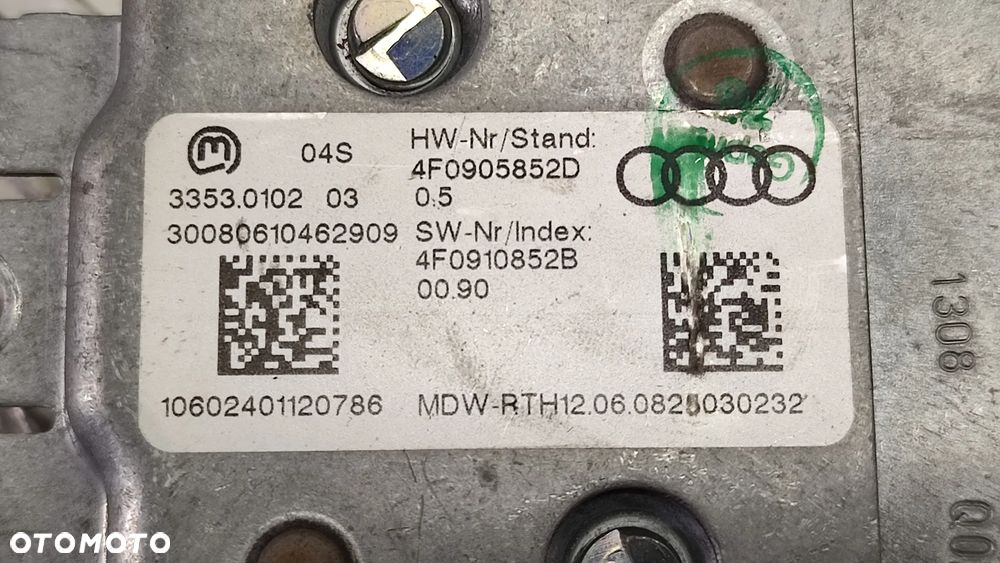 M
04S
3353.0102 03
30080610462909
HW-Nr/Stand:
4F0905852D
0.5
SW-Nr/Index:
4F0910852B
00.90
10602401120786
MDW-RTH12.06.0825030232
1308
OTOMOTO